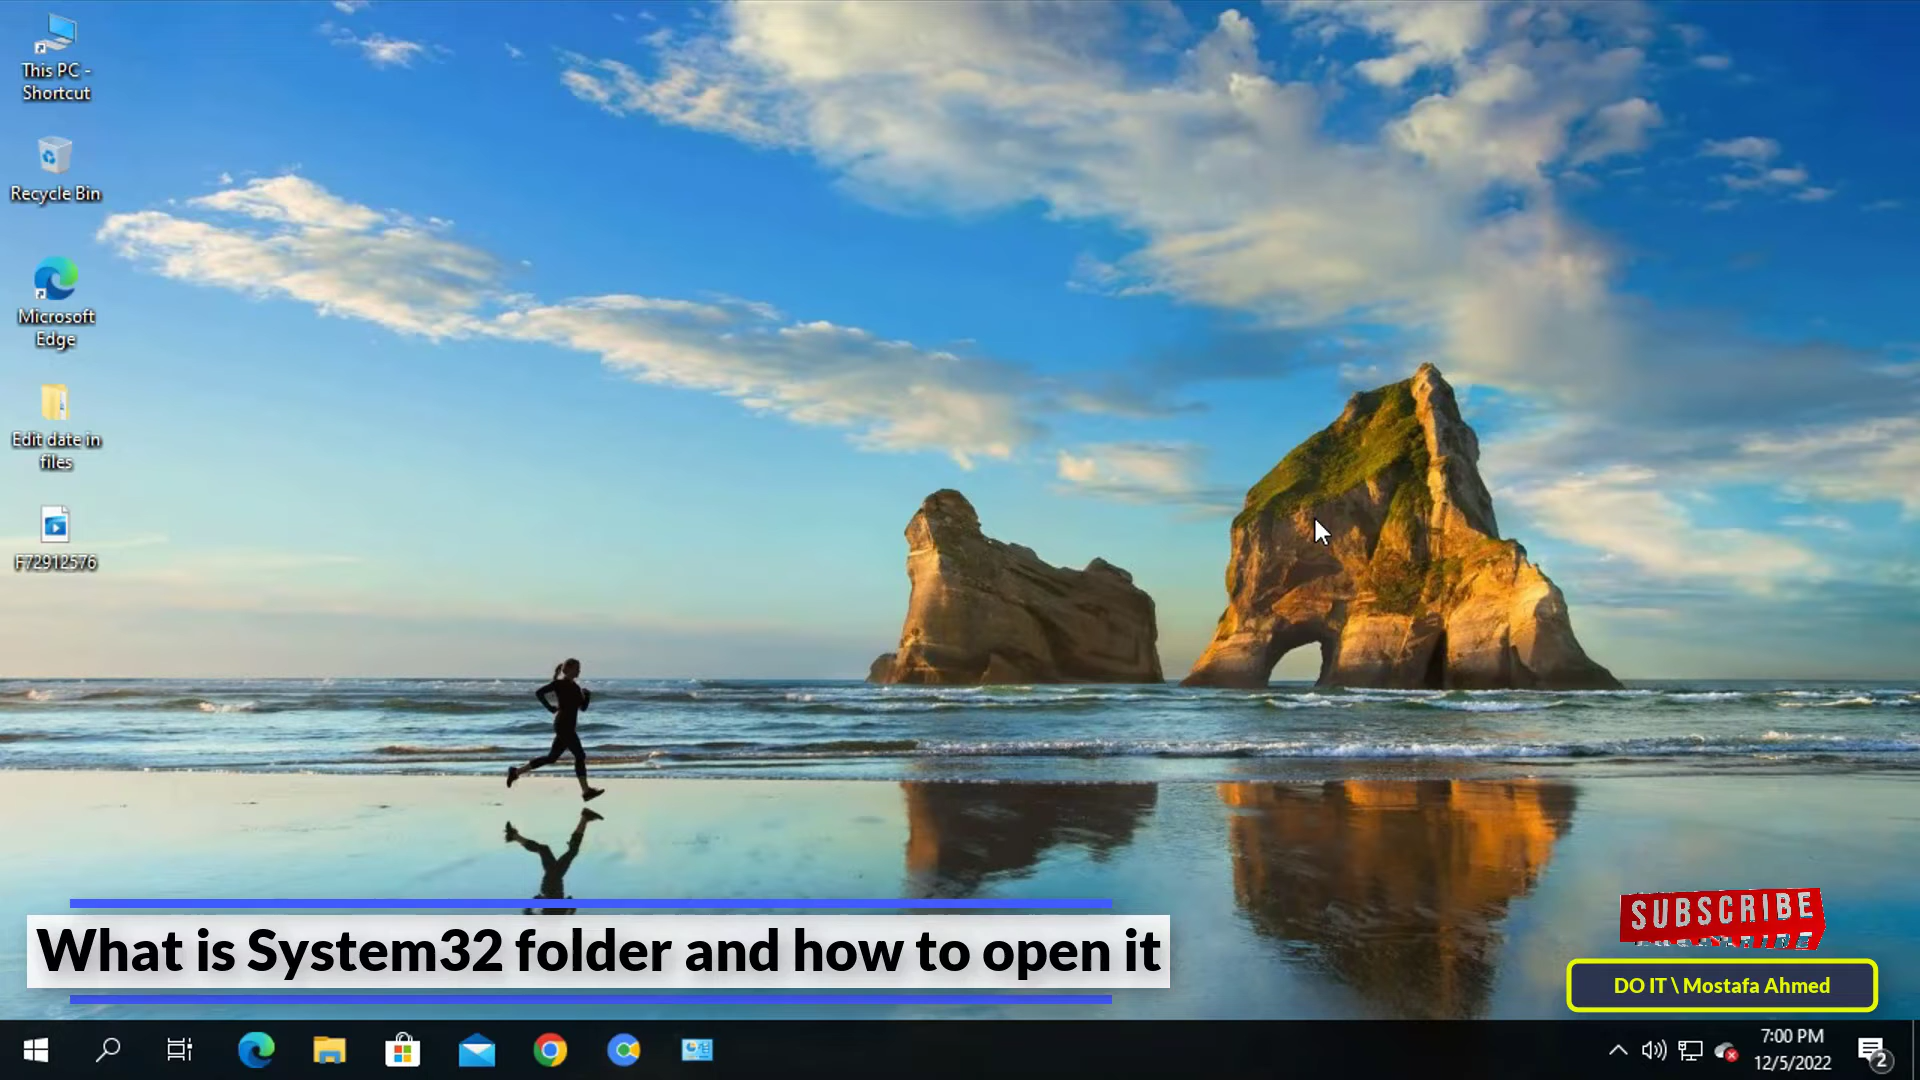 This PC -
Shortcut
Recycle Bin
Microsoft
Edge
Edit date in
files
F72912576
What is System32 folder and how to open it
SUBSCRIBE
DO IT \ Mostafa Ahmed
7:00 PM
12/5/2022
2